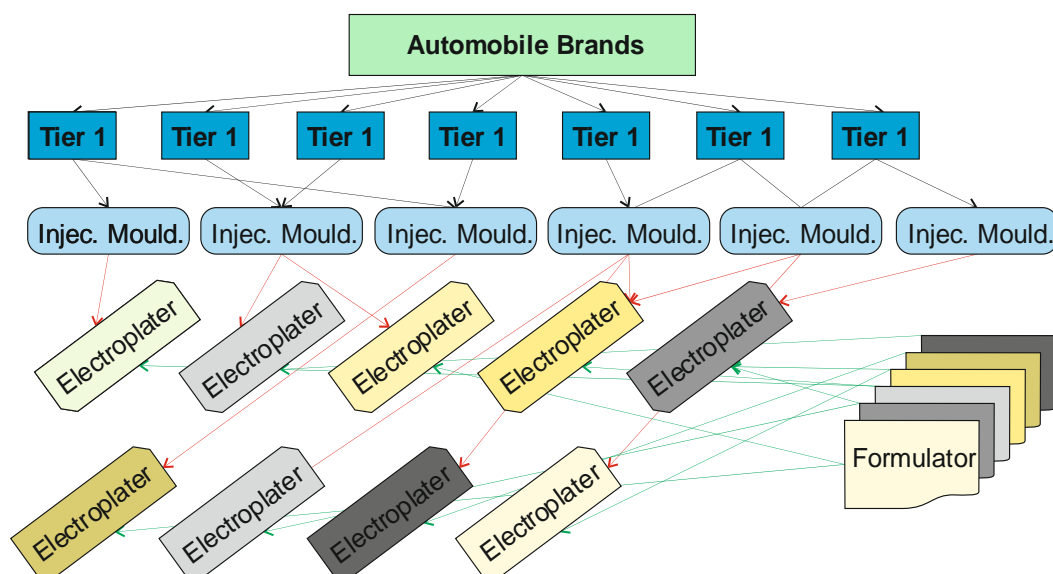 Automobile Brands
Tier 1
Tier 1
Tier 1
Tier 1
Tier 1
Tier 1
Tier 1
Injec. Mould.
Injec. Mould.
Injec. Mould.
Injec. Mould.
Injec. Mould.
Injec. Mould.
Electroplater
Electroplater
Electroplater
Electroplater
Electroplater
Formulator
Electroplater
Electroplater
Electroplater
Electroplater